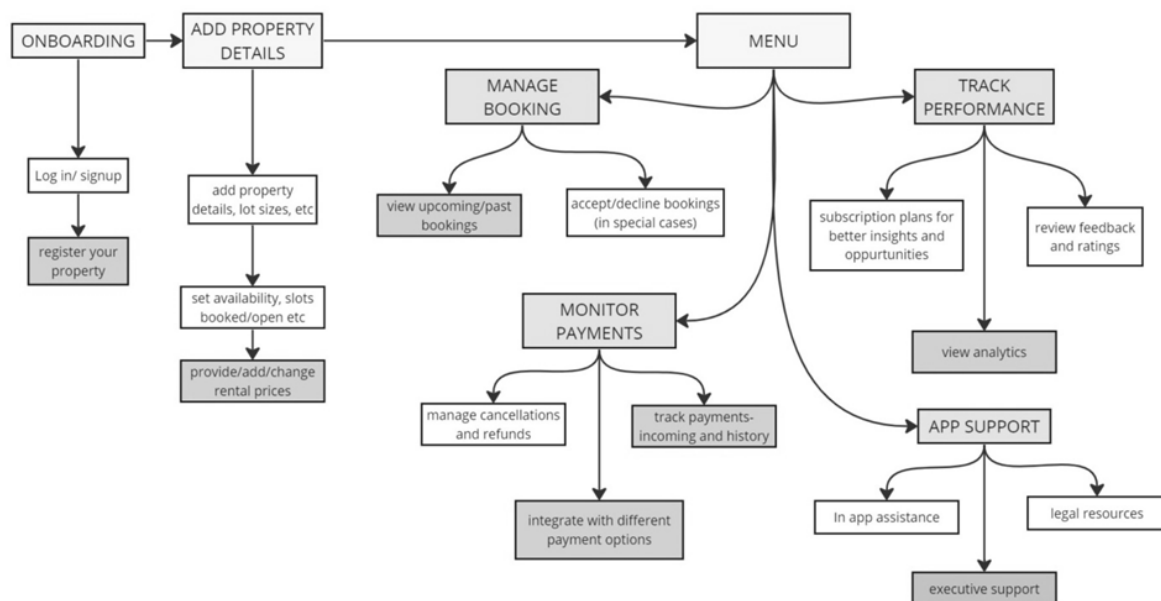 ONBOARDING
ADD PROPERTY
DETAILS
MENU
MANAGE
BOOKING
TRACK
PERFORMANCE
Log in/ signup
add property
details, lot sizes, etc
view upcoming/past
bookings
accept/decline bookings
(in special cases)
subscription plans for
better insights and
oppurtunities
review feedback
and ratings
register your
property
set availability, slots
booked/open etc
MONITOR
PAYMENTS
view analytics
provide/add/change
rental prices
manage cancellations
and refunds
track payments-
incoming and history
APP SUPPORT
integrate with different
payment options
In app assistance
legal resources
executive support